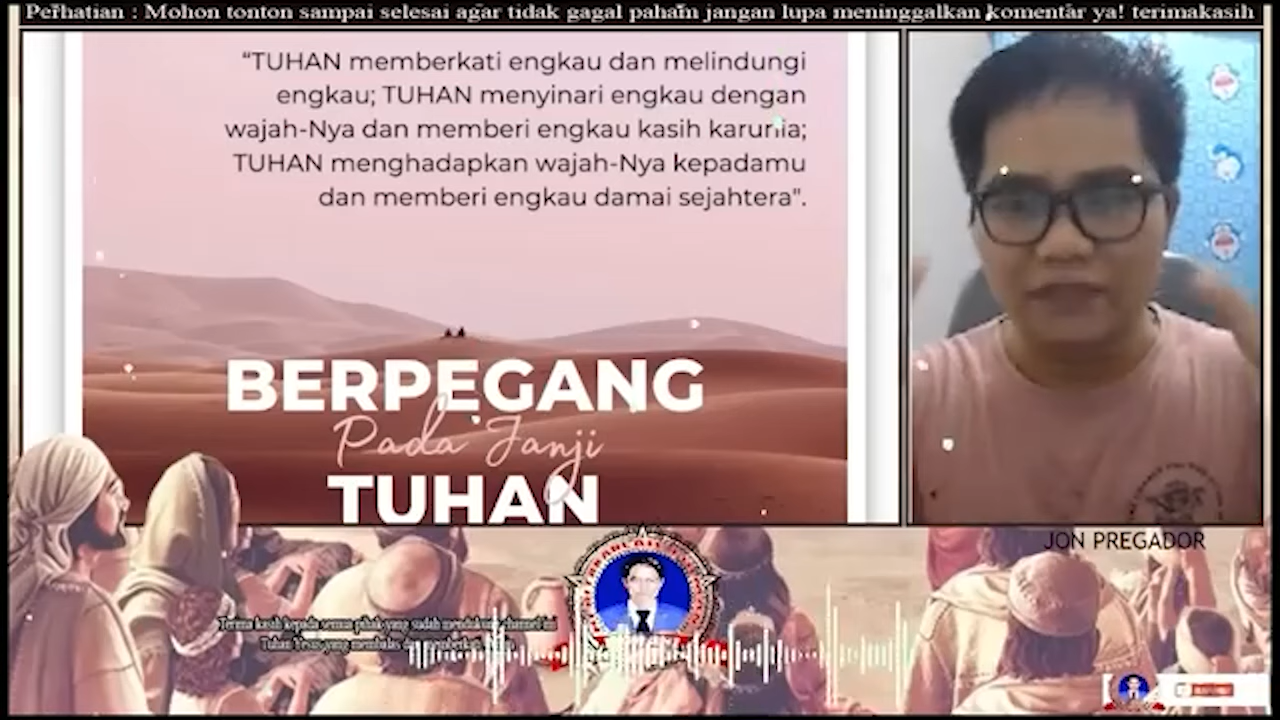 Perhatian : Mohon tonton sampai selesai agar tidak gagal paham jangan lupa meninggalkan komentar ya! terimakasih
“TUHAN memberkati engkau dan melindungi
engkau; TUHAN menyinari engkau dengan
wajah-Nya dan memberi engkau kasih karunia;
TUHAN menghadapkan wajah-Nya kepadamu
dan memberi engkau damai sejahtera".
BERPEGANG
Pada Janji
TUHAN
JON PREGADOR
Terima kasih kepada semua pihak yang sudah mendukung channel ini
Tuhan Yesus yang membalas dan memberkati